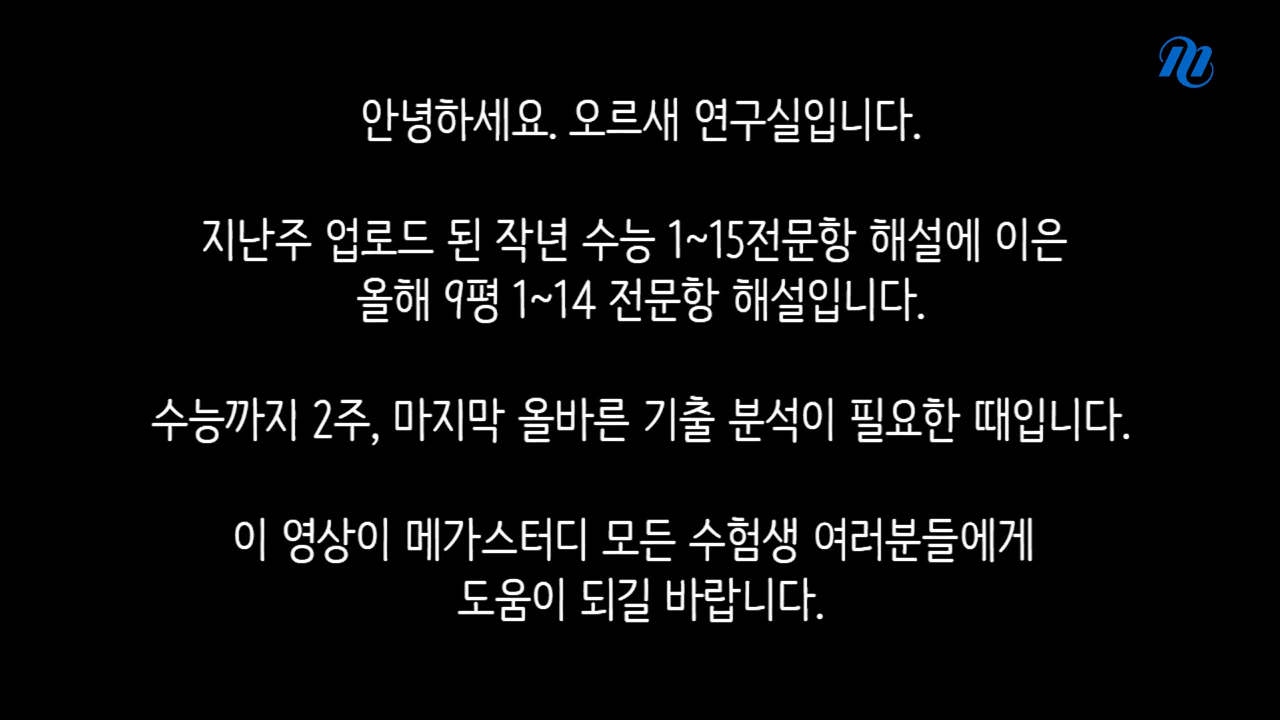 안녕하세요. 오르새 연구실입니다.
지난주 업로드 된 작년 수능 1~15전문항 해설에 이은
올해 9평 1~14 전문항 해설입니다.
수능까지 2주, 마지막 올바른 기출 분석이 필요한 때입니다.
이 영상이 메가스터디 모든 수험생 여러분들에게
도움이 되길 바랍니다.